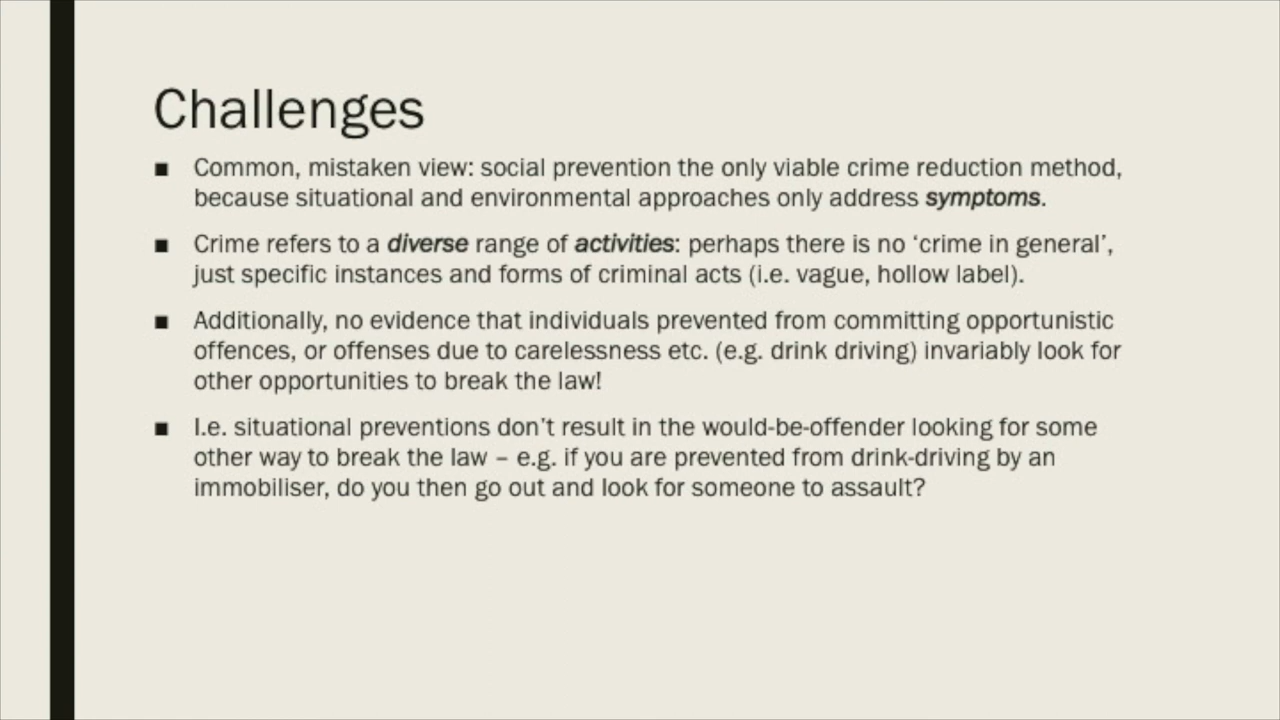 Challenges
■ Common, mistaken view: social prevention the only viable crime reduction method,
because situational and environmental approaches only address symptoms.
■ Crime refers to a diverse range of activities: perhaps there is no ‘crime in general’,
just specific instances and forms of criminal acts (i.e. vague, hollow label).
■ Additionally, no evidence that individuals prevented from committing opportunistic
offences, or offenses due to carelessness etc. (e.g. drink driving) invariably look for
other opportunities to break the law!
■ I.e. situational preventions don’t result in the would-be-offender looking for some
other way to break the law – e.g. if you are prevented from drink-driving by an
immobiliser, do you then go out and look for someone to assault?